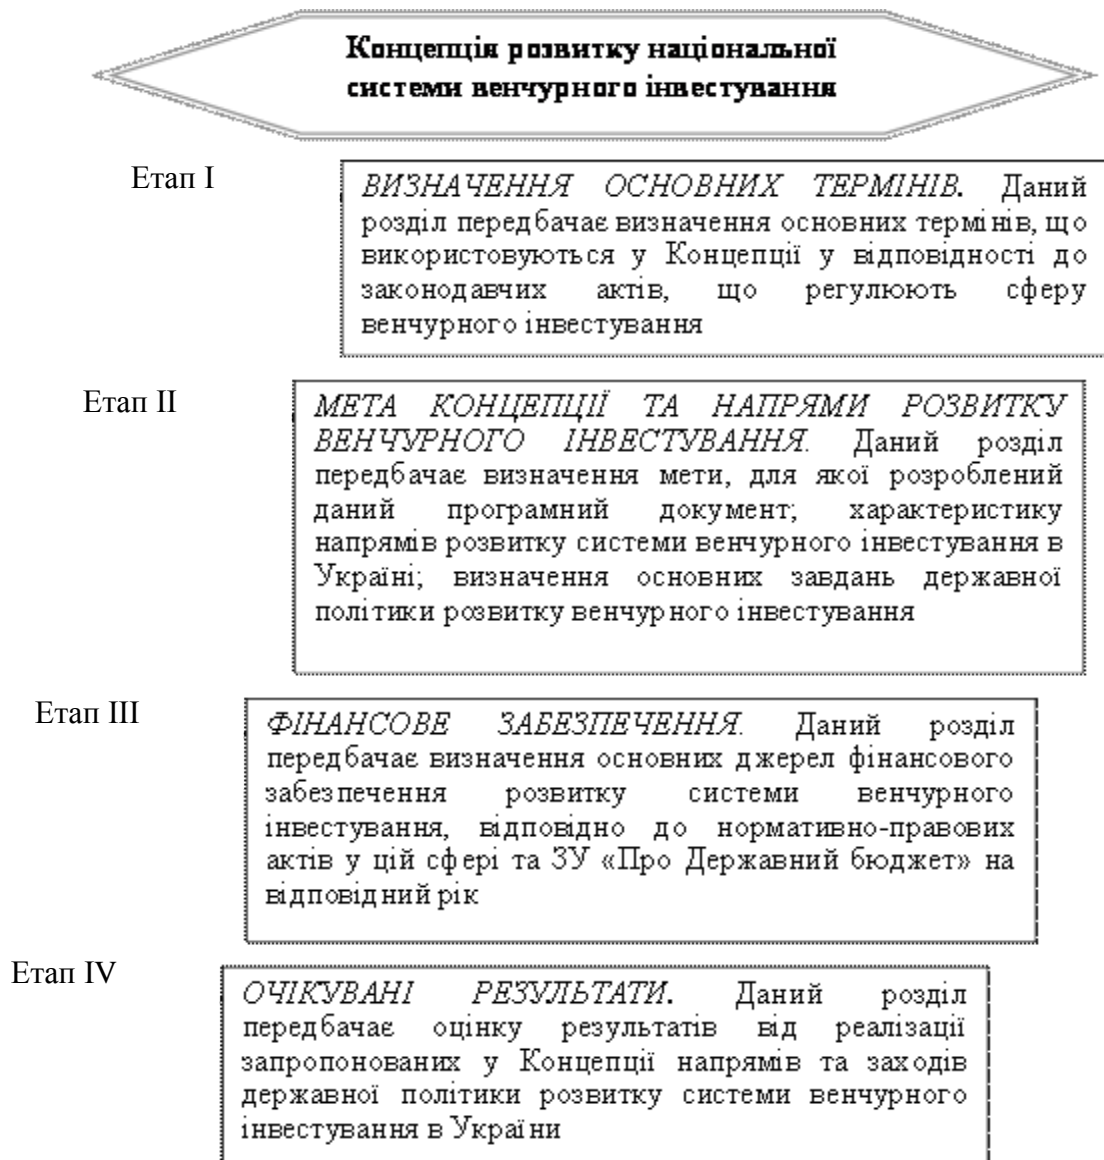 Концепція розвитку національної
системи венчурного інвестування
Етап I
ВИЗНАЧЕННЯ ОСНОВНИХ ТЕРМІНІВ. Даний
розділ передбачає визначення основних термінів, що
використовуються у Концепції у відповідності до
законодавчих актів, що регулюють сферу
венчурного інвестування
Етап II
МЕТА КОНЦЕПЦІЇ ТА НАПРЯМИ РОЗВИТКУ
ВЕНЧУРНОГО ІНВЕСТУВАННЯ. Даний розділ
передбачає визначення мети, для якої розроблений
даний програмний документ; характеристику
напрямів розвитку системи венчурного інвестування в
Україні; визначення основних завдань державної
політики розвитку венчурного інвестування
Етап III
ФІНАНСОВЕ ЗАБЕЗПЕЧЕННЯ. Даний розділ
передбачає визначення основних джерел фінансового
забезпечення розвитку системи венчурного
інвестування, відповідно до нормативно-правових
актів у цій сфері та ЗУ «Про Державний бюджет» на
відповідний рік
Етап IV
ОЧІКУВАНІ РЕЗУЛЬТАТИ. Даний розділ
передбачає оцінку результатів від реалізації
запропонованих у Концепції напрямів та заходів
державної політики розвитку системи венчурного
інвестування в України